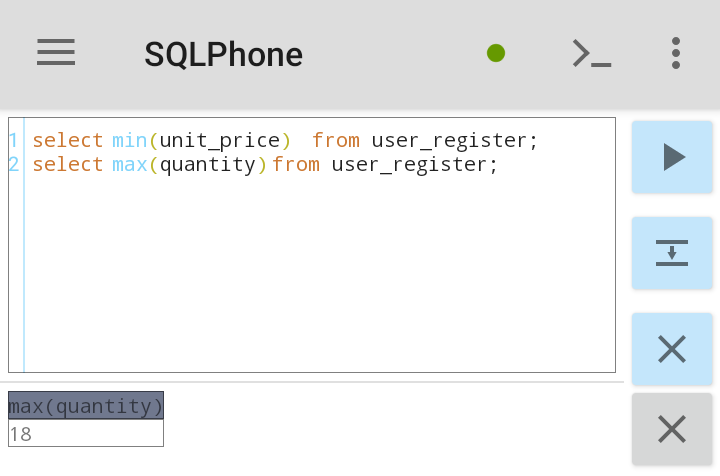 SQLPhone
1 select min(unit_price)  from user_register;
2 select max(quantity)from user_register;
max(quantity)
18